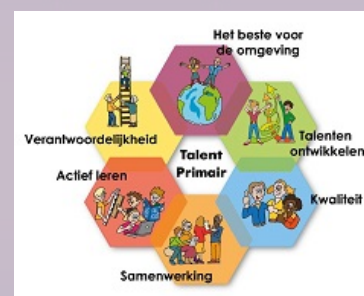 Het beste voor
de omgeving
Verantwoordelijkheid
Talenten
ontwikkelen
Talent
Primair
Actief leren
Kwaliteit
Samenwerking